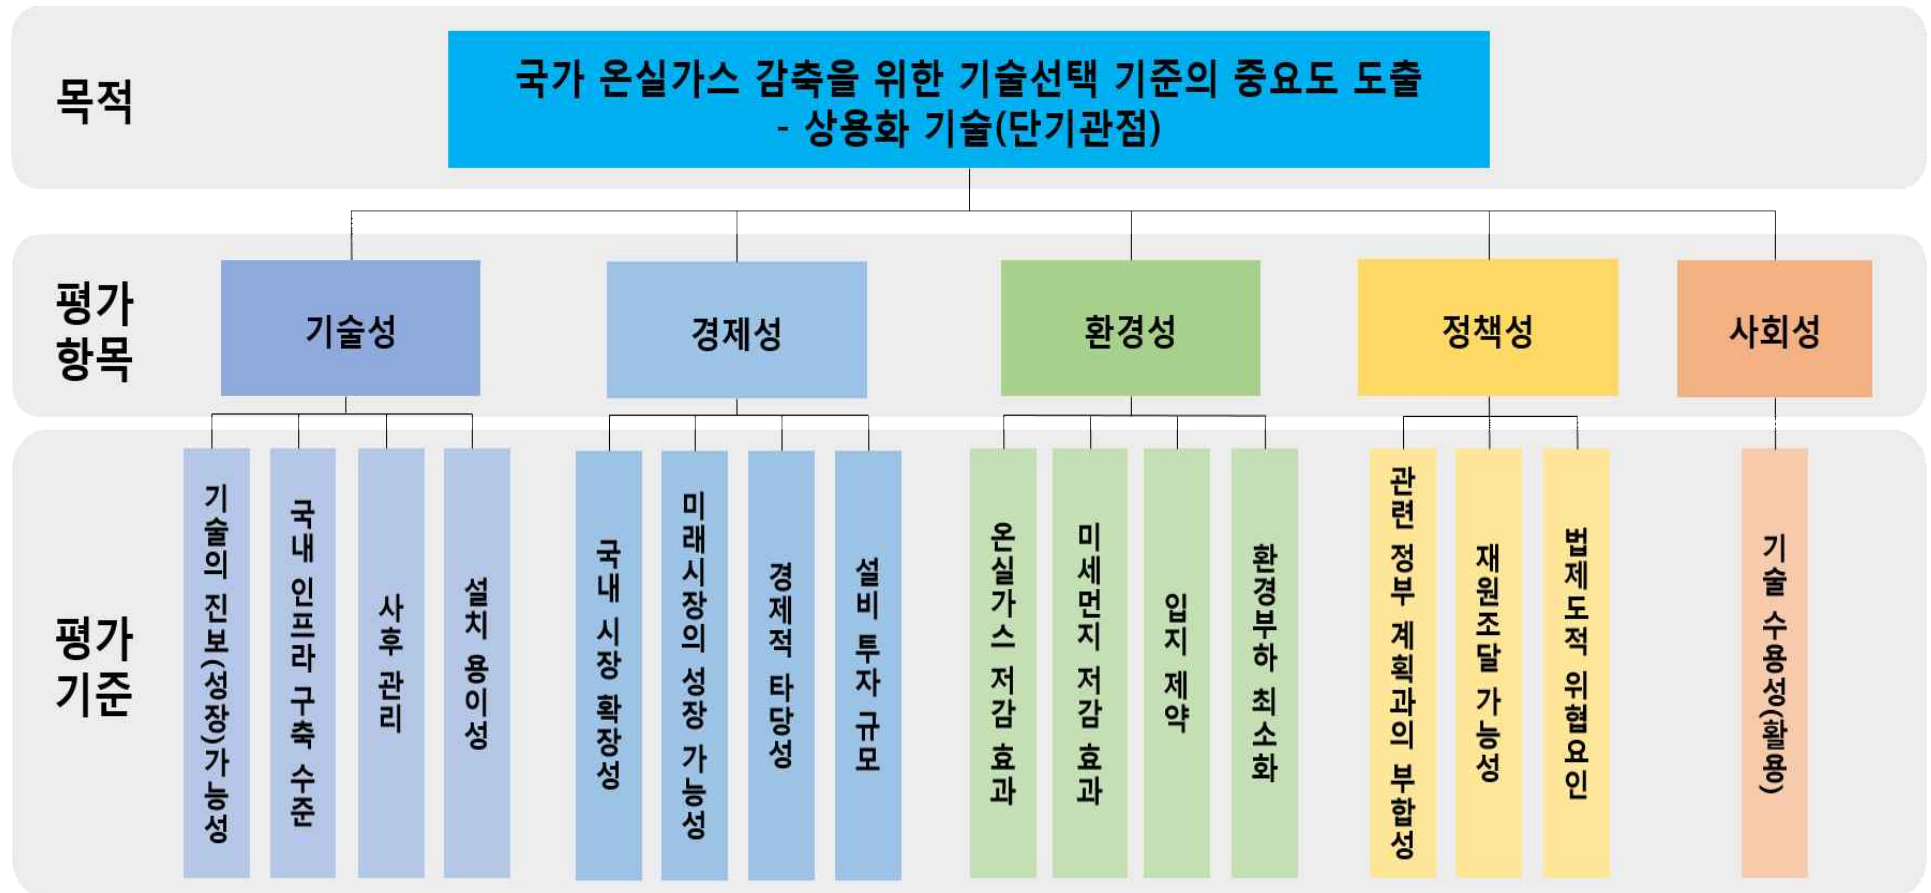 목적
국가 온실가스 감축을 위한 기술선택 기준의 중요도 도출
- 상용화 기술(단기관점)
평가
항목
기술성
경제성
환경성
정책성
사회성
평가
기준
기술의 진보(성장)가능성
국내 인프라 구축 수준
사후 관리
설치 용이성
국내 시장 확장성
미래시장의 성장 가능성
경제적 타당성
설비 투자 규모
온실가스 저감 효과
미세먼지 저감 효과
입지 제약
환경부하 최소화
관련 정부 계획과의 부합성
재원조달 가능성
법제도적 위협요인
기술 수용성(활용)